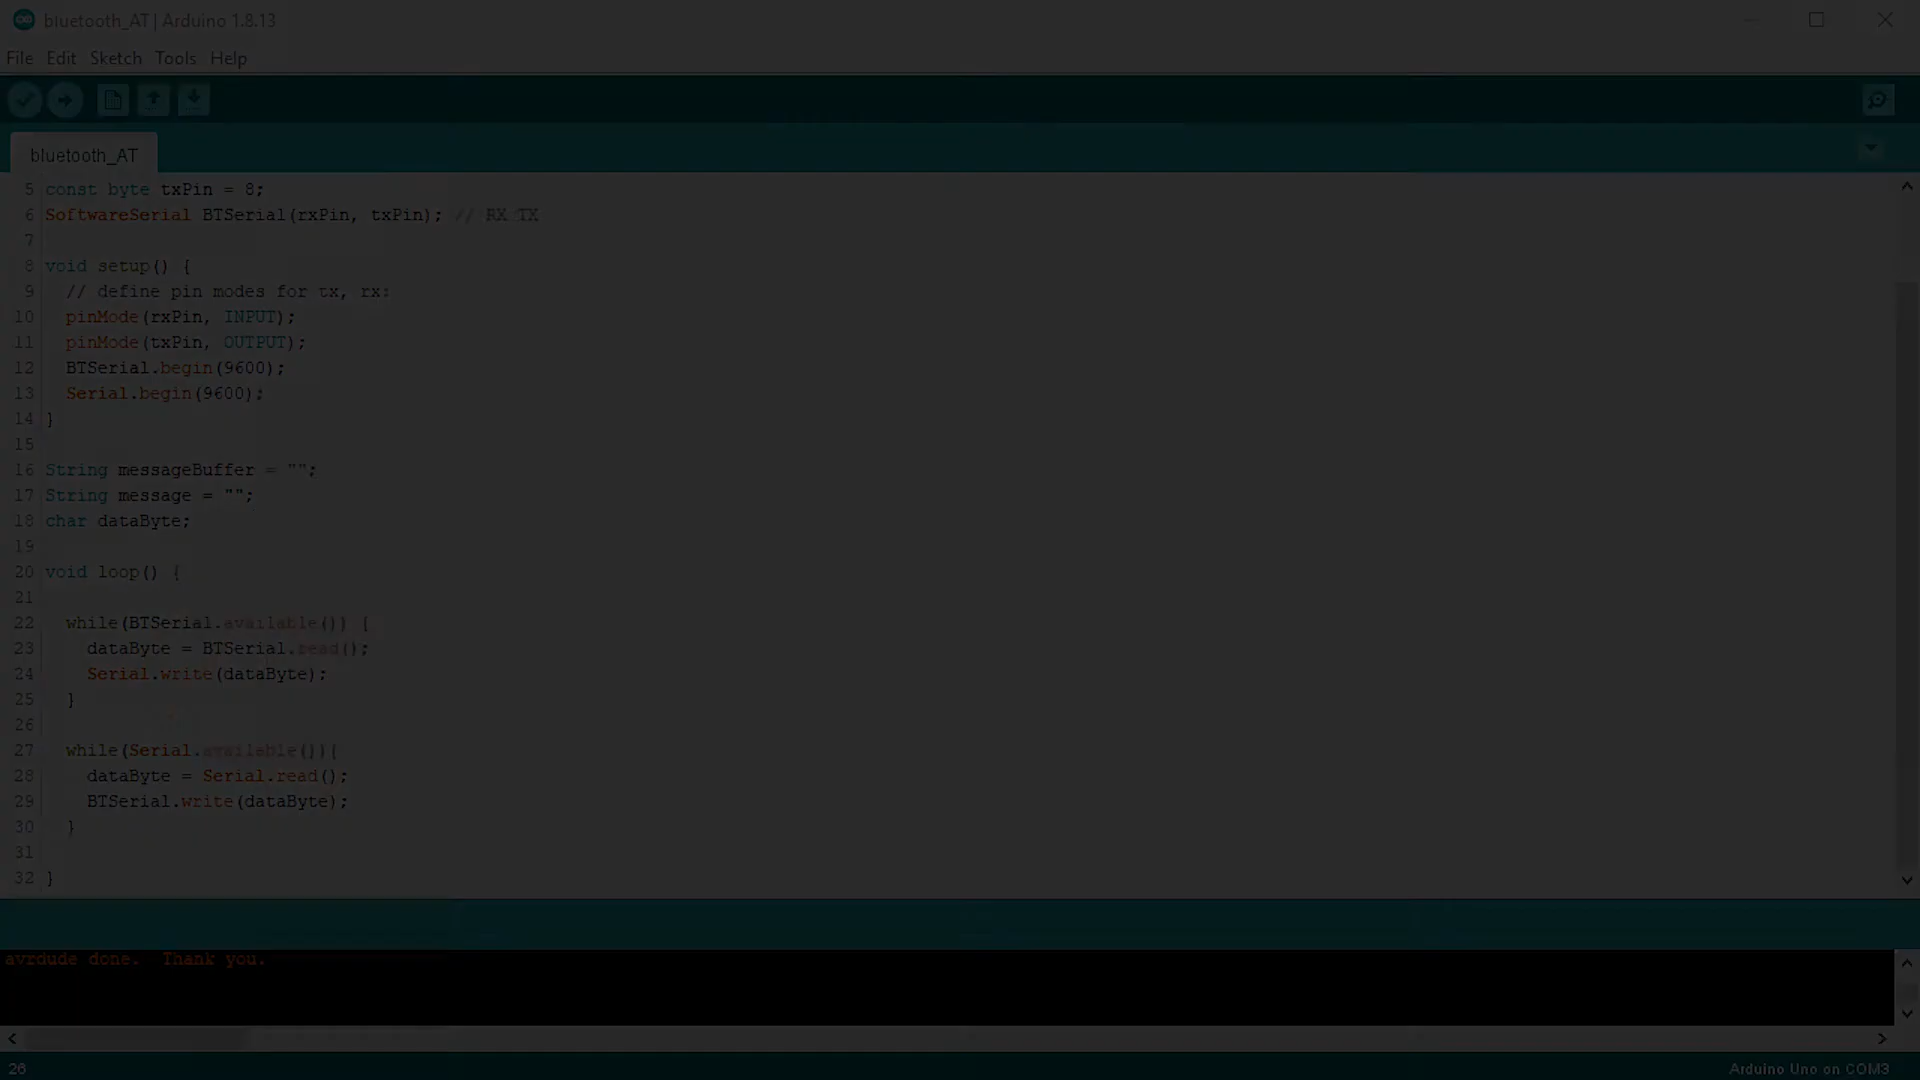 bluetooth_AT | Arduino 1.8.13
File Edit Sketch Tools Help
bluetooth_AT
5 const byte txPin = 8;
6 SoftwareSerial BTSerial(rxPin, txPin); // RX TX
7
8 void setup() {
9 // define pin modes for tx, rx:
10 pinMode(rxPin, INPUT);
11 pinMode(txPin, OUTPUT);
12 BTSerial.begin(9600);
13 Serial.begin(9600);
14 }
15
16 String messageBuffer = "";
17 String message = "";
18 char dataByte;
19
20 void loop() {
21
22 while(BTSerial.available()) {
23 dataByte = BTSerial.read();
24 Serial.write(dataByte);
25 }
26
27 while(Serial.available()){
28 dataByte = Serial.read();
29 BTSerial.write(dataByte);
30 }
31
32 }
avrdude done.  Thank you.
26 Arduino Uno on COM3